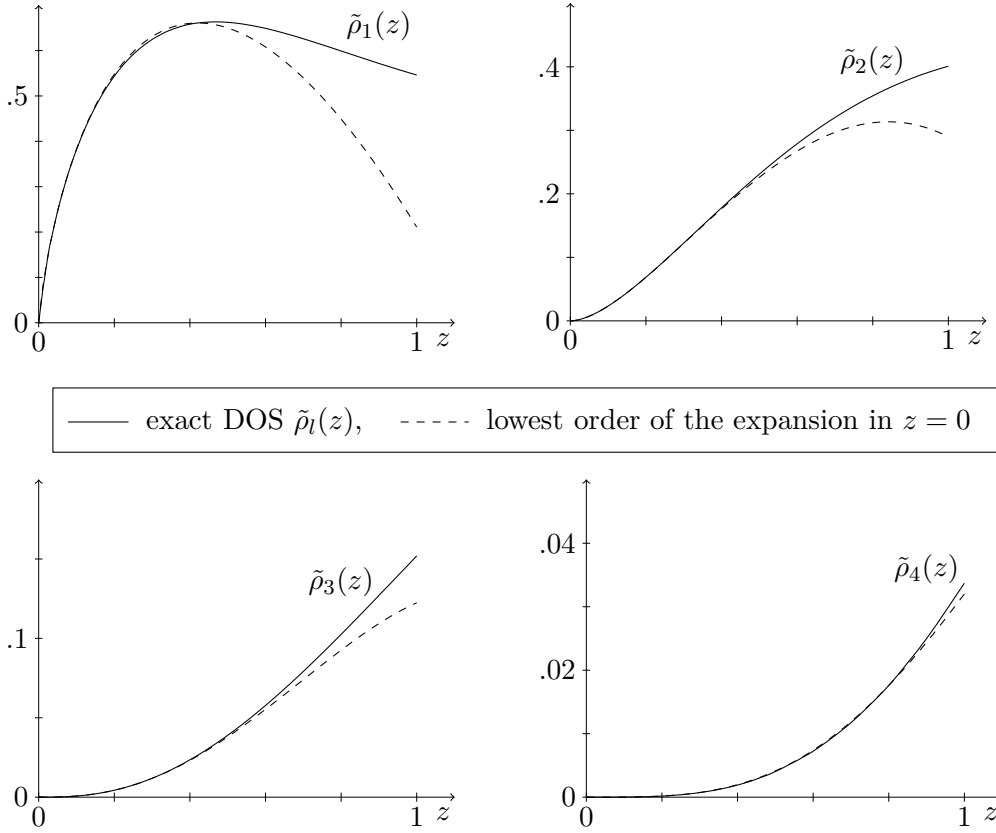 ρ̃₁(z)
.5
0
0 1 z
ρ̃₂(z)
.4
.2
0
0 1 z
exact DOS ρ̃ₗ(z), lowest order of the expansion in z = 0
ρ̃₃(z)
.1
0
0 1 z
ρ̃₄(z)
.04
.02
0
0 1 z